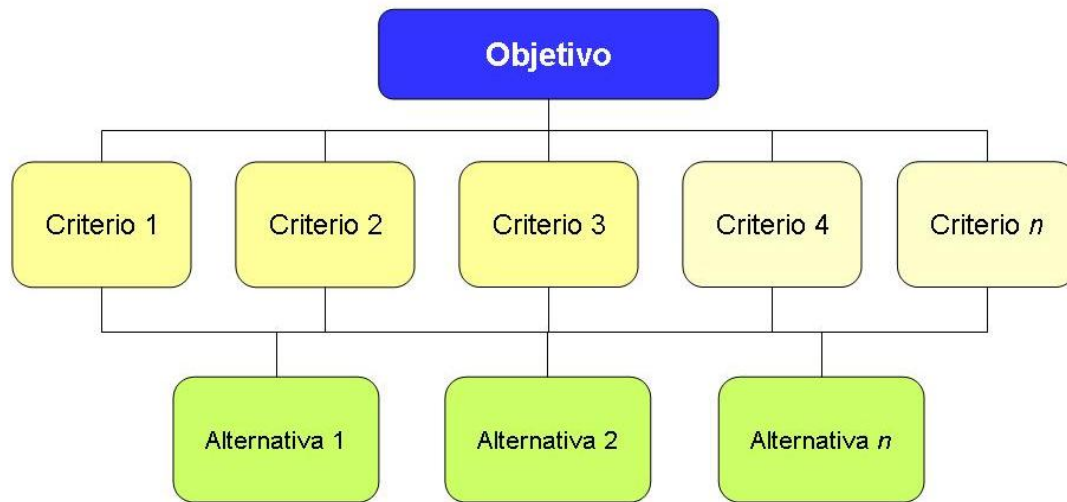 Objetivo
Criterio 1
Criterio 2
Criterio 3
Criterio 4
Criterio n
Alternativa 1
Alternativa 2
Alternativa n